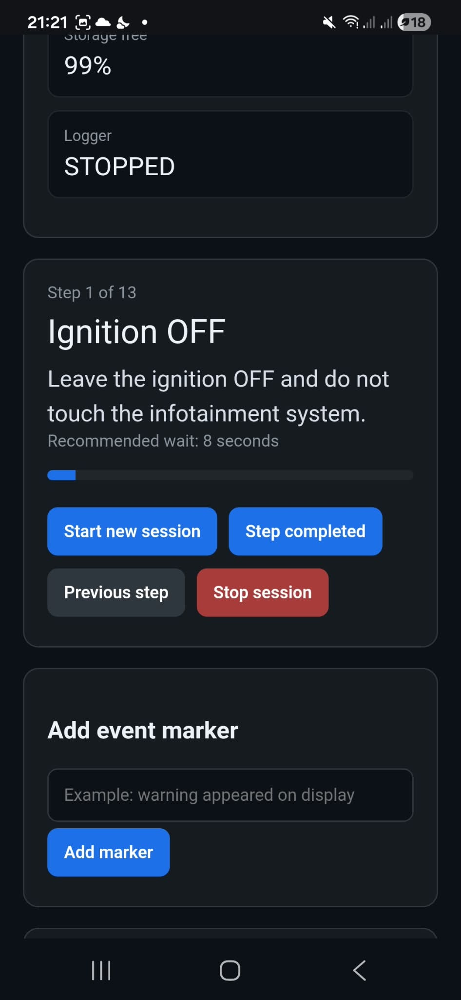 21:21
18
Storage free
99%
Logger
STOPPED
Step 1 of 13
Ignition OFF
Leave the ignition OFF and do not
touch the infotainment system.
Recommended wait: 8 seconds
Start new session
Step completed
Previous step
Stop session
Add event marker
Example: warning appeared on display
Add marker